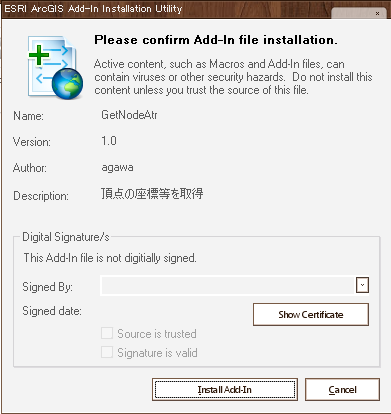 ESRI ArcGIS Add-In Installation Utility
Please confirm Add-In file installation.
Active content, such as Macros and Add-In files, can
contain viruses or other security hazards. Do not install this
content unless you trust the source of this file.
Name: GetNodeAtr
Version: 1.0
Author: agawa
Description: 頂点の座標等を取得
Digital Signature/s
This Add-In file is not digitially signed.
Signed By:
Signed date:
Show Certificate
Source is trusted
Signature is valid
Install Add-In
Cancel